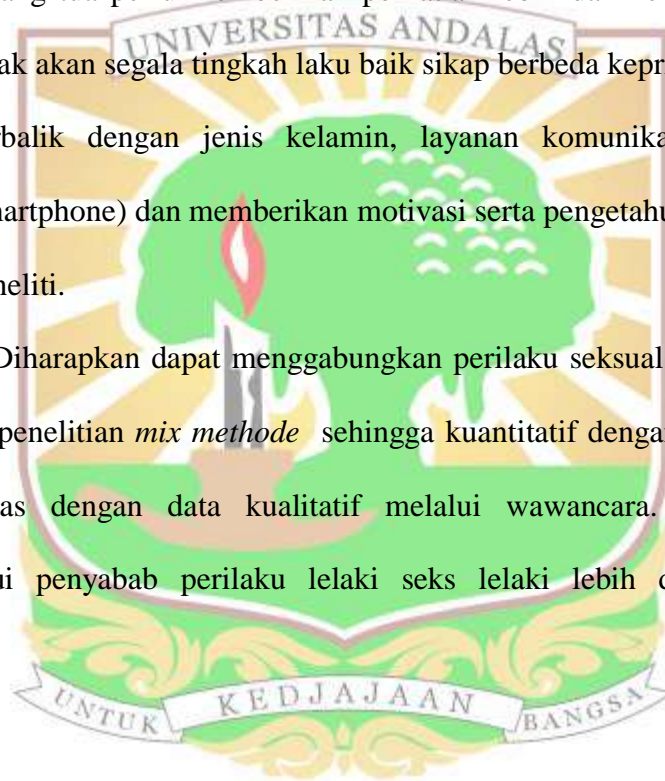 UNIVERSITAS ANDALAS
ak akan segala tingkah laku baik sikap berbeda kepr
rbalik dengan jenis kelamin, layanan komunika
martphone) dan memberikan motivasi serta pengetahu
neliti.
Diharapkan dapat menggabungkan perilaku seksual
penelitian mix methode sehingga kuantitatif dengan
as dengan data kualitatif melalui wawancara.
ui penyabab perilaku lelaki seks lelaki lebih d
UNTUK KEDJAJAAN BANGSA